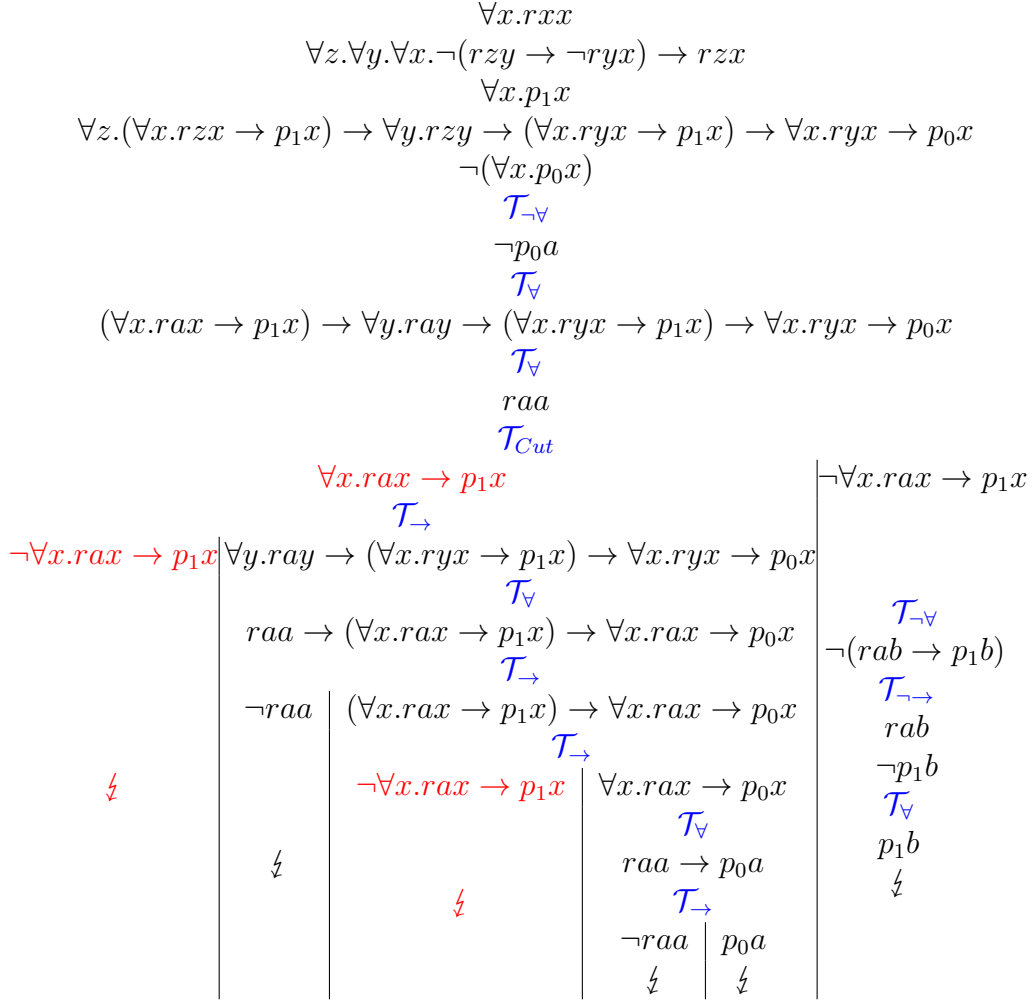 ∀x.rxx
∀z.∀y.∀x.¬(rzy → ¬ryx) → rzx
∀x.p₁x
∀z.(∀x.rzx → p₁x) → ∀y.rzy → (∀x.ryx → p₁x) → ∀x.ryx → p₀x
¬(∀x.p₀x)
𝒯¬∀
¬p₀a
𝒯∀
(∀x.rax → p₁x) → ∀y.ray → (∀x.ryx → p₁x) → ∀x.ryx → p₀x
𝒯∀
raa
𝒯Cut
∀x.rax → p₁x ¬∀x.rax → p₁x
𝒯→
¬∀x.rax → p₁x ∀y.ray → (∀x.ryx → p₁x) → ∀x.ryx → p₀x
𝒯∀
𝒯¬∀
raa → (∀x.rax → p₁x) → ∀x.rax → p₀x
¬(rab → p₁b)
𝒯→
𝒯¬→
¬raa (∀x.rax → p₁x) → ∀x.rax → p₀x
rab
𝒯→
¬p₁b
↯ ¬∀x.rax → p₁x ∀x.rax → p₀x
𝒯∀
𝒯∀
p₁b
↯ raa → p₀a
↯
↯ 𝒯→
¬raa p₀a
↯ ↯